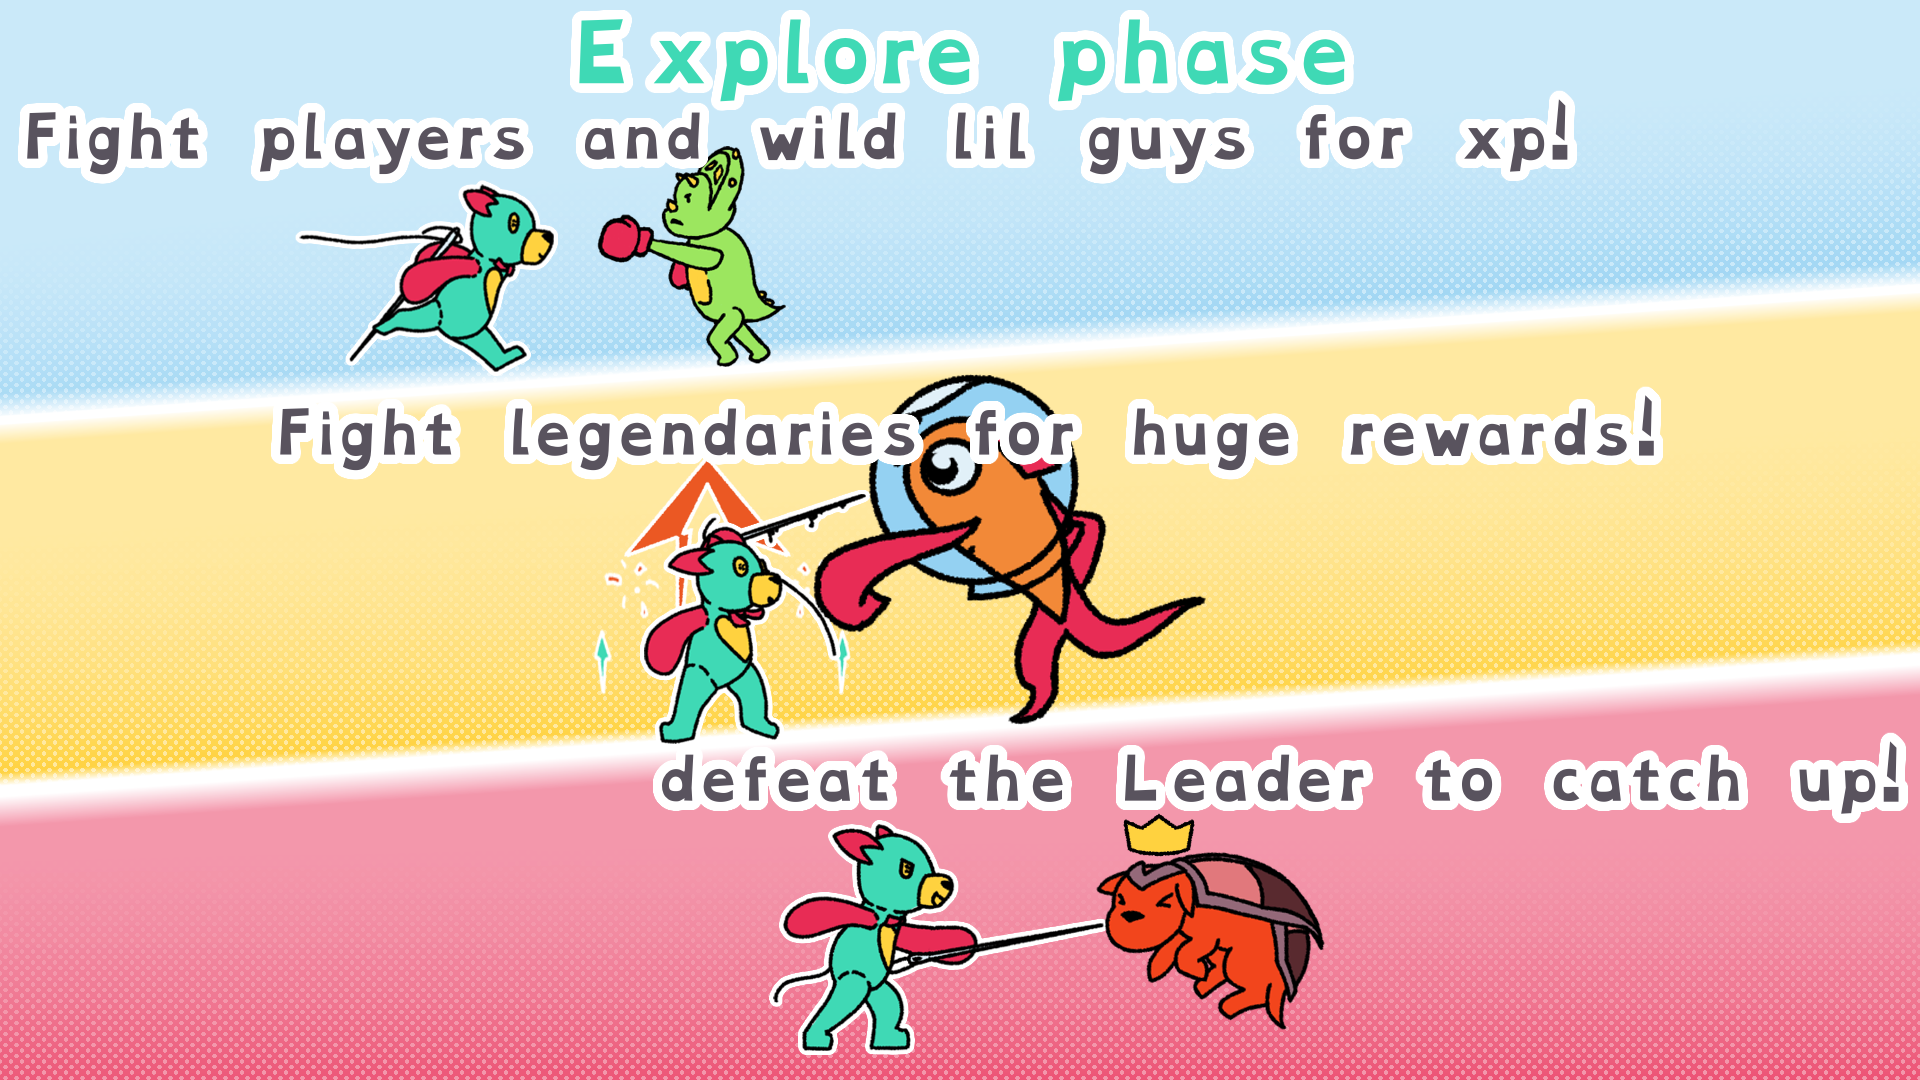 Explore phase
Fight players and wild lil guys for xp!
Fight legendaries for huge rewards!
defeat the Leader to catch up!